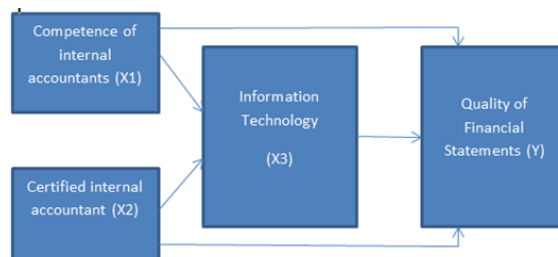 Competence of
internal
accountants (X1)
Information
Technology
(X3)
Quality of
Financial
Statements (Y)
Certified internal
accountant (X2)